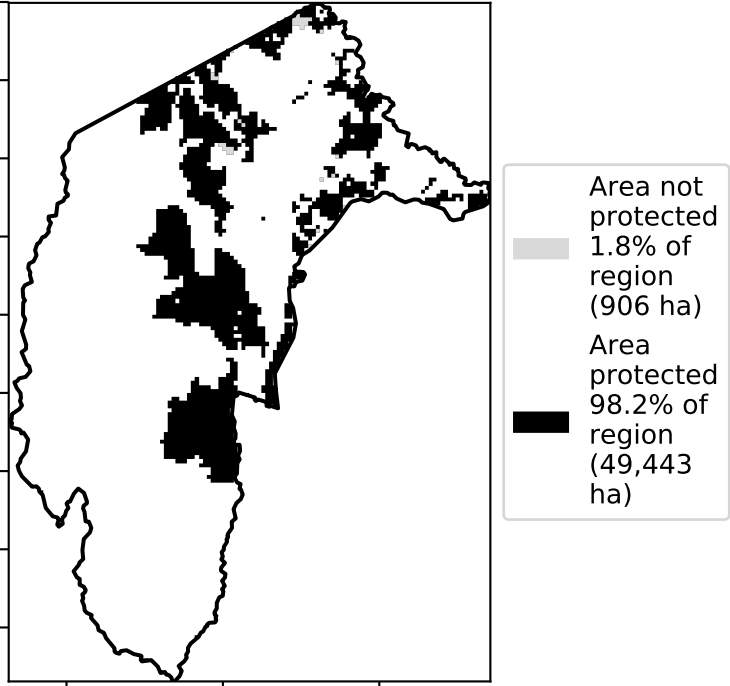 Area not
protected
1.8% of
region
(906 ha)
Area
protected
98.2% of
region
(49,443
ha)